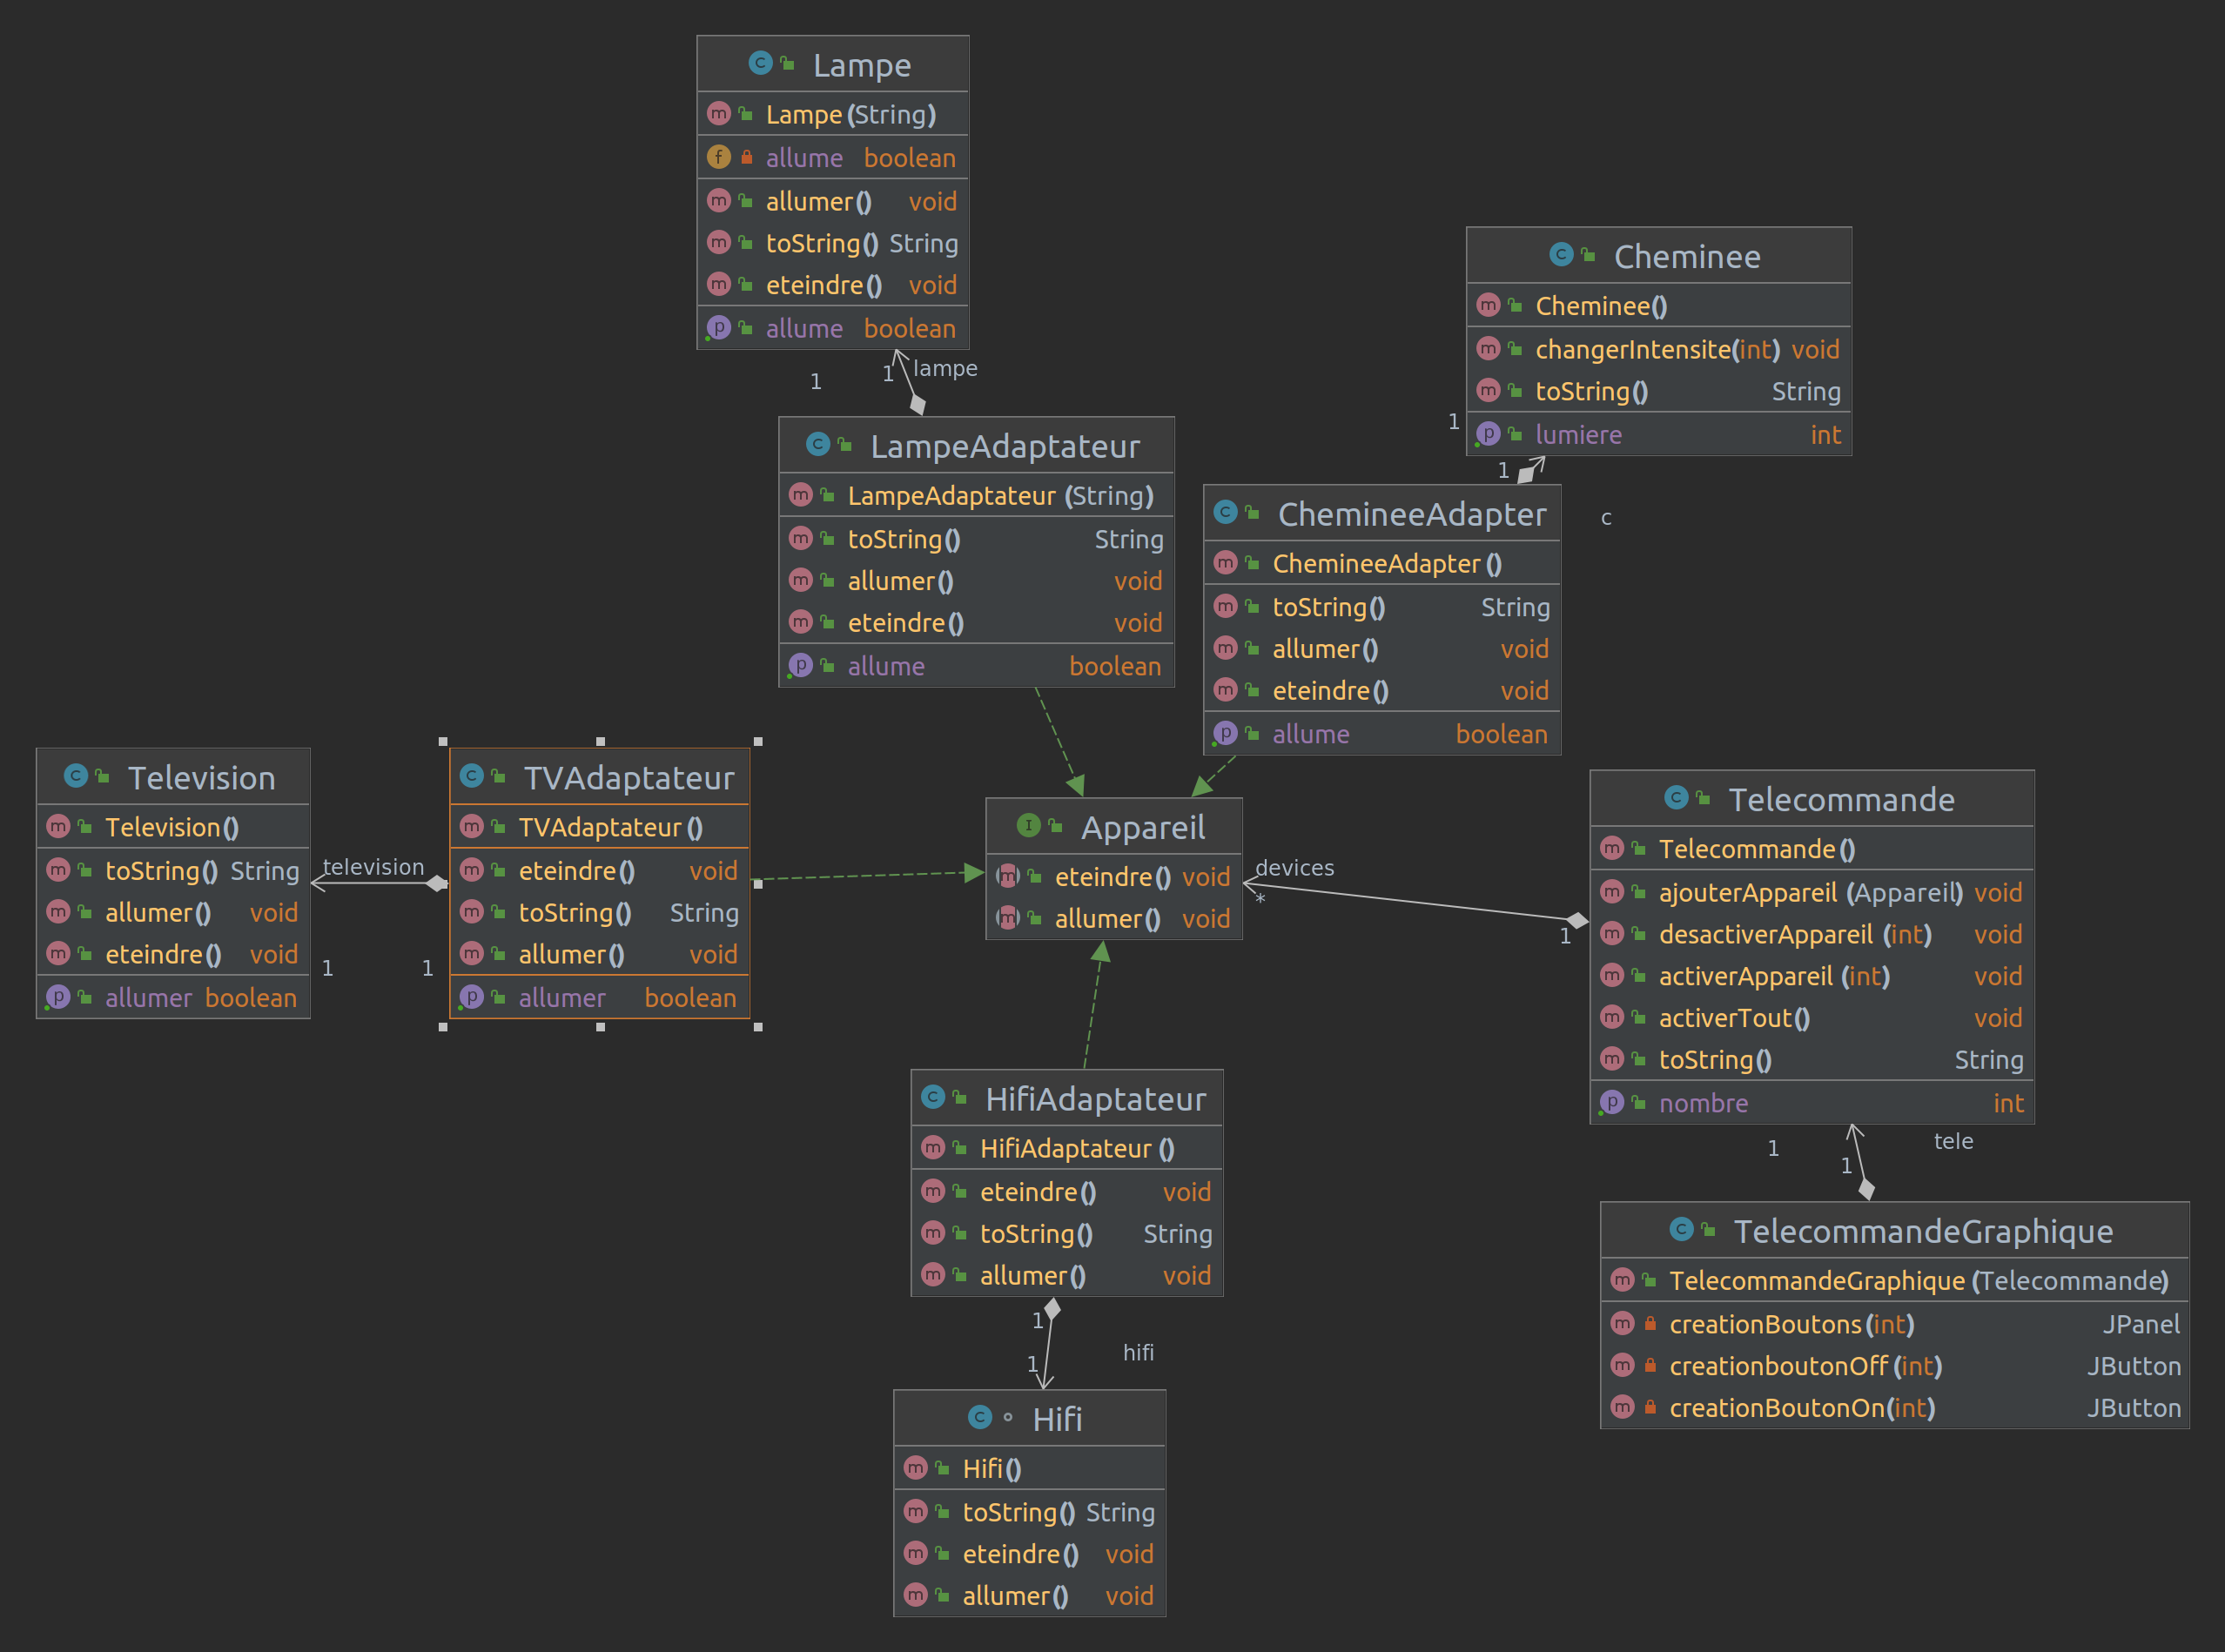 Lampe
Lampe(String)
allume boolean
allumer() void
toString() String
eteindre() void
allume boolean
1
1
lampe
LampeAdaptateur
LampeAdaptateur(String)
toString() String
allumer() void
eteindre() void
allume boolean
Cheminee
Cheminee()
changerIntensite(int) void
toString() String
lumiere int
1
1
c
ChemineeAdapter
ChemineeAdapter()
toString() String
allumer() void
eteindre() void
allume boolean
Television
Television()
toString() String
allumer() void
eteindre() void
allumer boolean
television
1
1
TVAdaptateur
TVAdaptateur()
eteindre() void
toString() String
allumer() void
allumer boolean
Appareil
eteindre() void
allumer() void
devices
*
1
Telecommande
Telecommande()
ajouterAppareil(Appareil) void
desactiverAppareil(int) void
activerAppareil(int) void
activerTout() void
toString() String
nombre int
1
1
tele
TelecommandeGraphique
TelecommandeGraphique(Telecommande)
creationBoutons(int) JPanel
creationboutonOff(int) JButton
creationBoutonOn(int) JButton
HifiAdaptateur
HifiAdaptateur()
eteindre() void
toString() String
allumer() void
1
1
hifi
Hifi
Hifi()
toString() String
eteindre() void
allumer() void